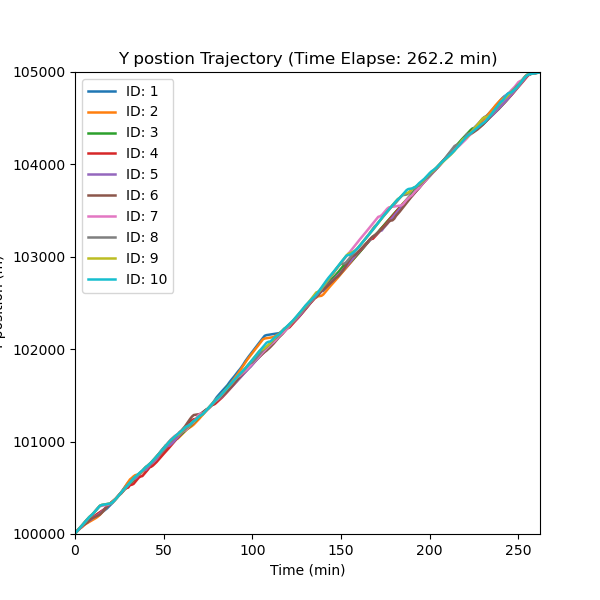 Y postion Trajectory (Time Elapse: 262.2 min)
105000
104000
103000
102000
101000
100000
ID: 1
ID: 2
ID: 3
ID: 4
ID: 5
ID: 6
ID: 7
ID: 8
ID: 9
ID: 10
0 50 100 150 200 250
Time (min)